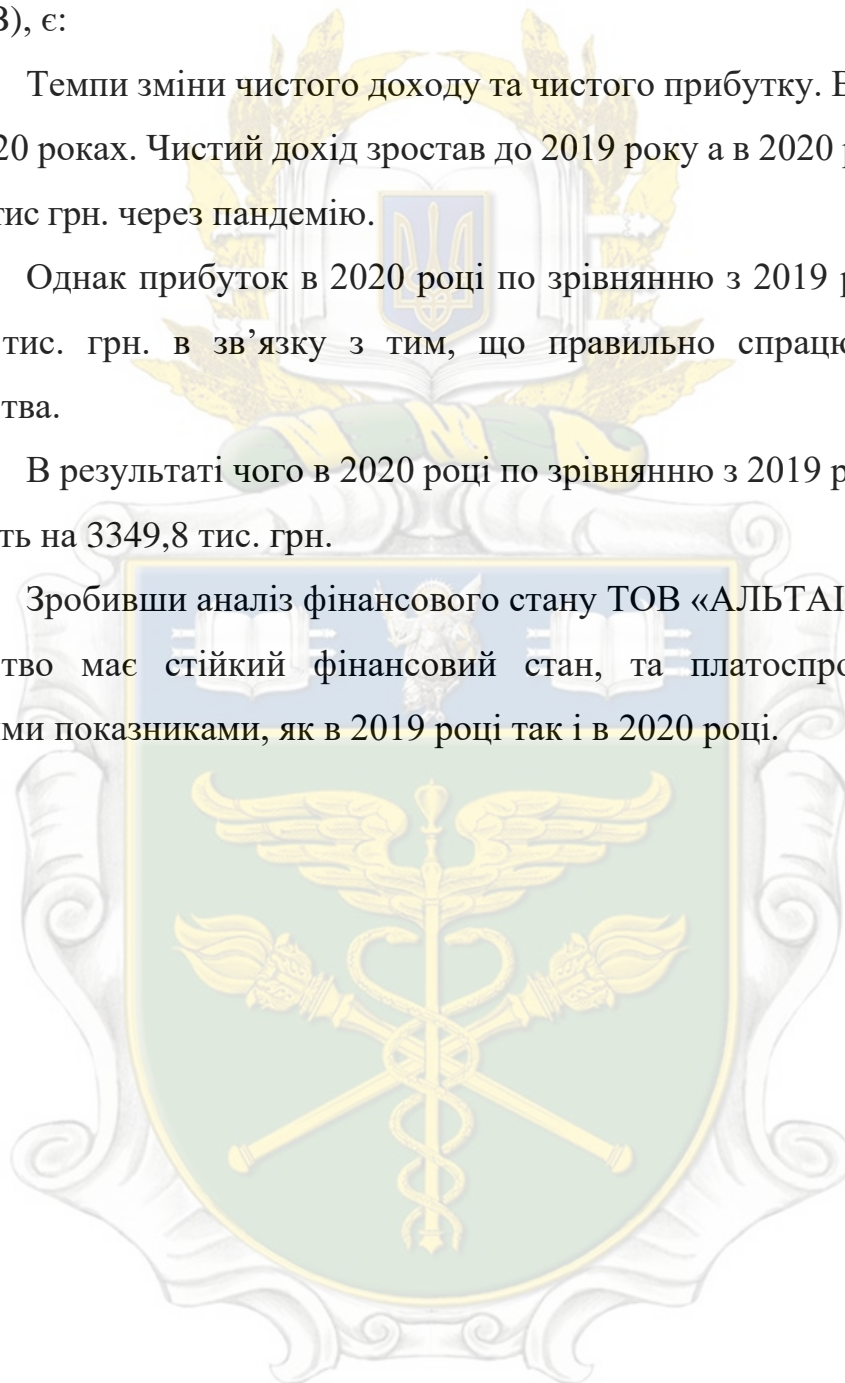 В), є:
Темпи зміни чистого доходу та чистого прибутку.
20 роках. Чистий дохід зростав до 2019 року а в 2020
тис грн. через пандемію.
Однак прибуток в 2020 році по зрівнянню з 2019
тис. грн. в зв’язку з тим, що правильно спрацю
тва.
В результаті чого в 2020 році по зрівнянню з 2019
ть на 3349,8 тис. грн.
Зробивши аналіз фінансового стану ТОВ «АЛЬТАІ
тво має стійкий фінансовий стан, та платоспро
ми показниками, як в 2019 році так і в 2020 році.